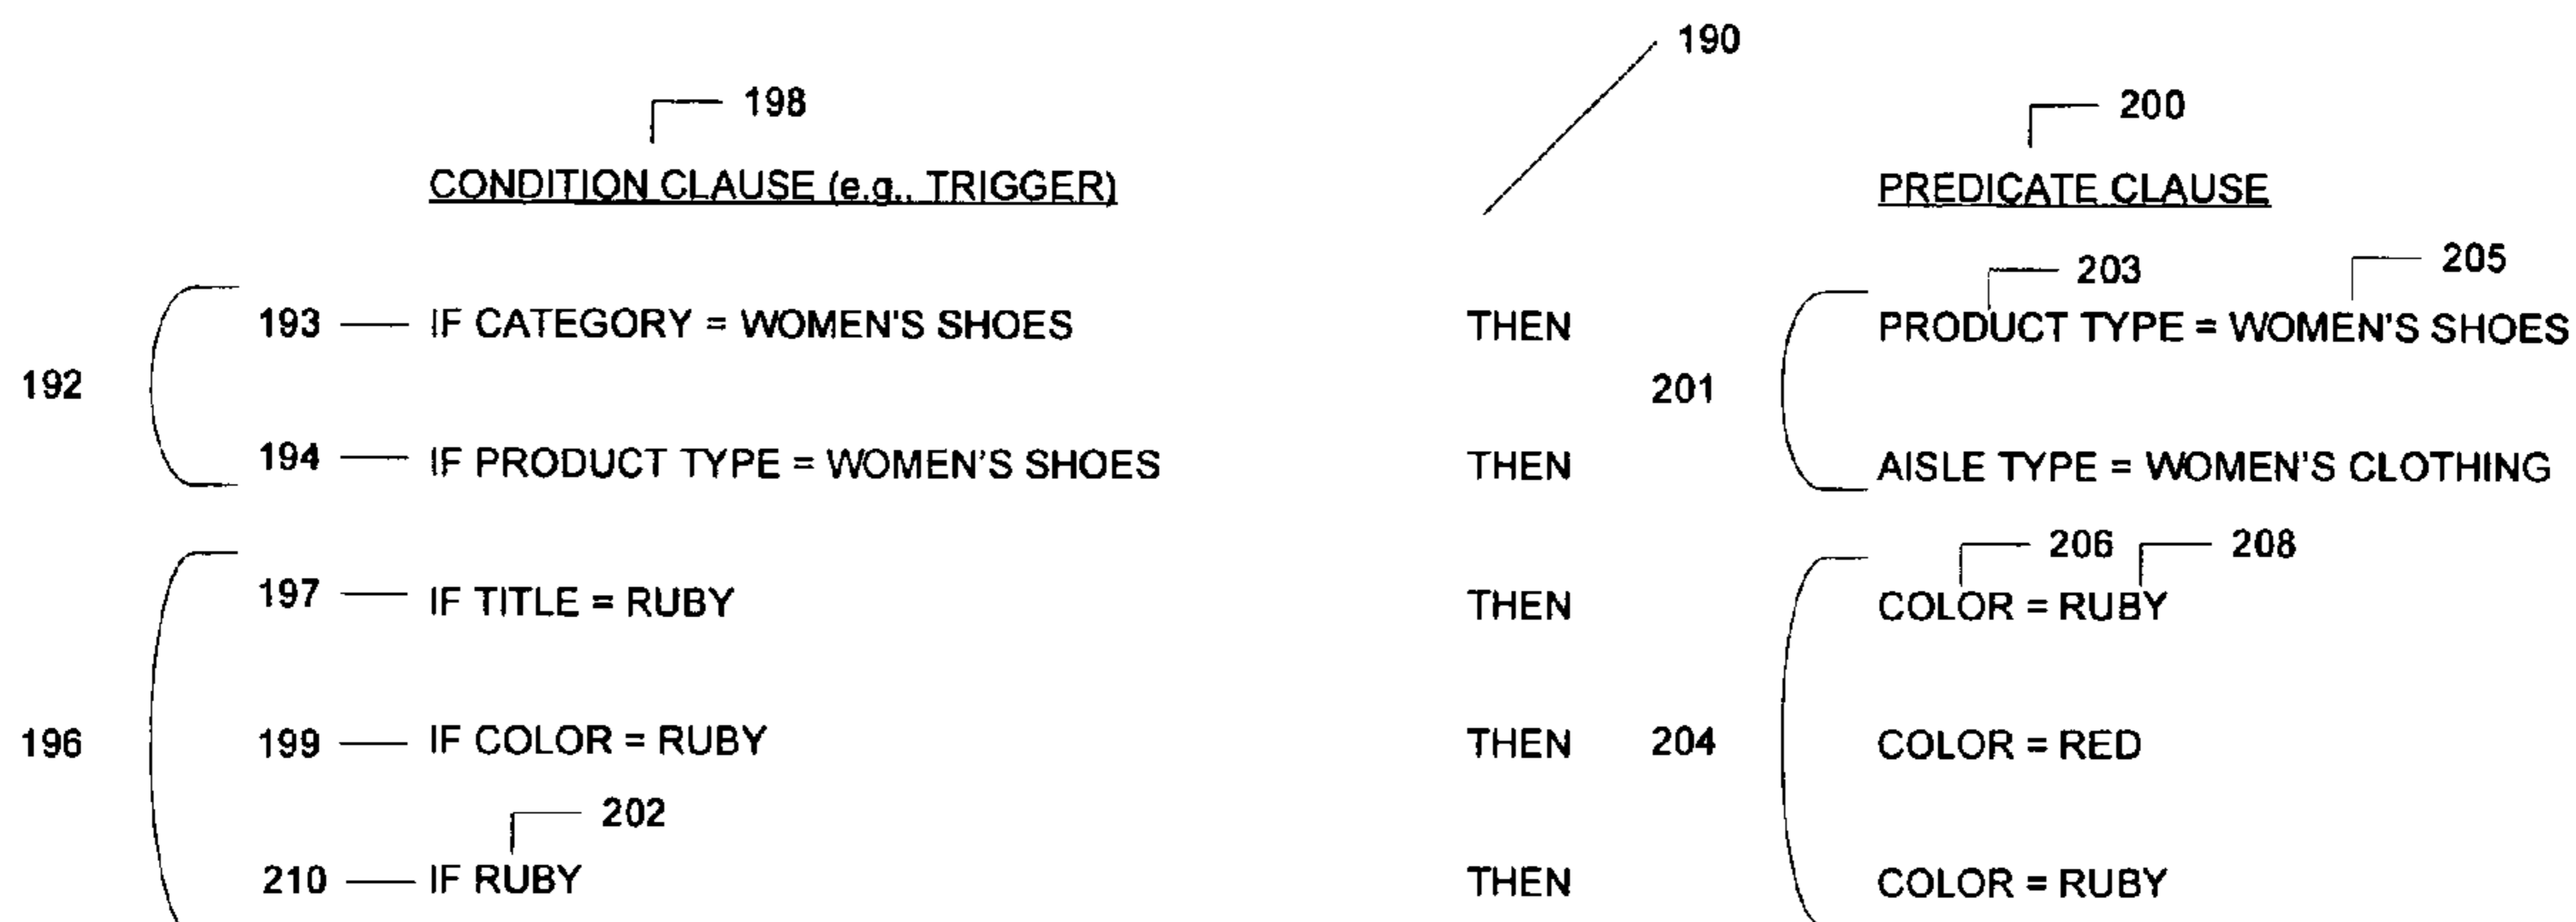 190
198
200
CONDITION CLAUSE (e.g., TRIGGER)
PREDICATE CLAUSE
203
205
193 IF CATEGORY = WOMEN'S SHOES THEN PRODUCT TYPE = WOMEN'S SHOES
192
201
194 IF PRODUCT TYPE = WOMEN'S SHOES THEN AISLE TYPE = WOMEN'S CLOTHING
206
208
197 IF TITLE = RUBY THEN COLOR = RUBY
196
199 IF COLOR = RUBY THEN 204 COLOR = RED
202
210 IF RUBY THEN COLOR = RUBY